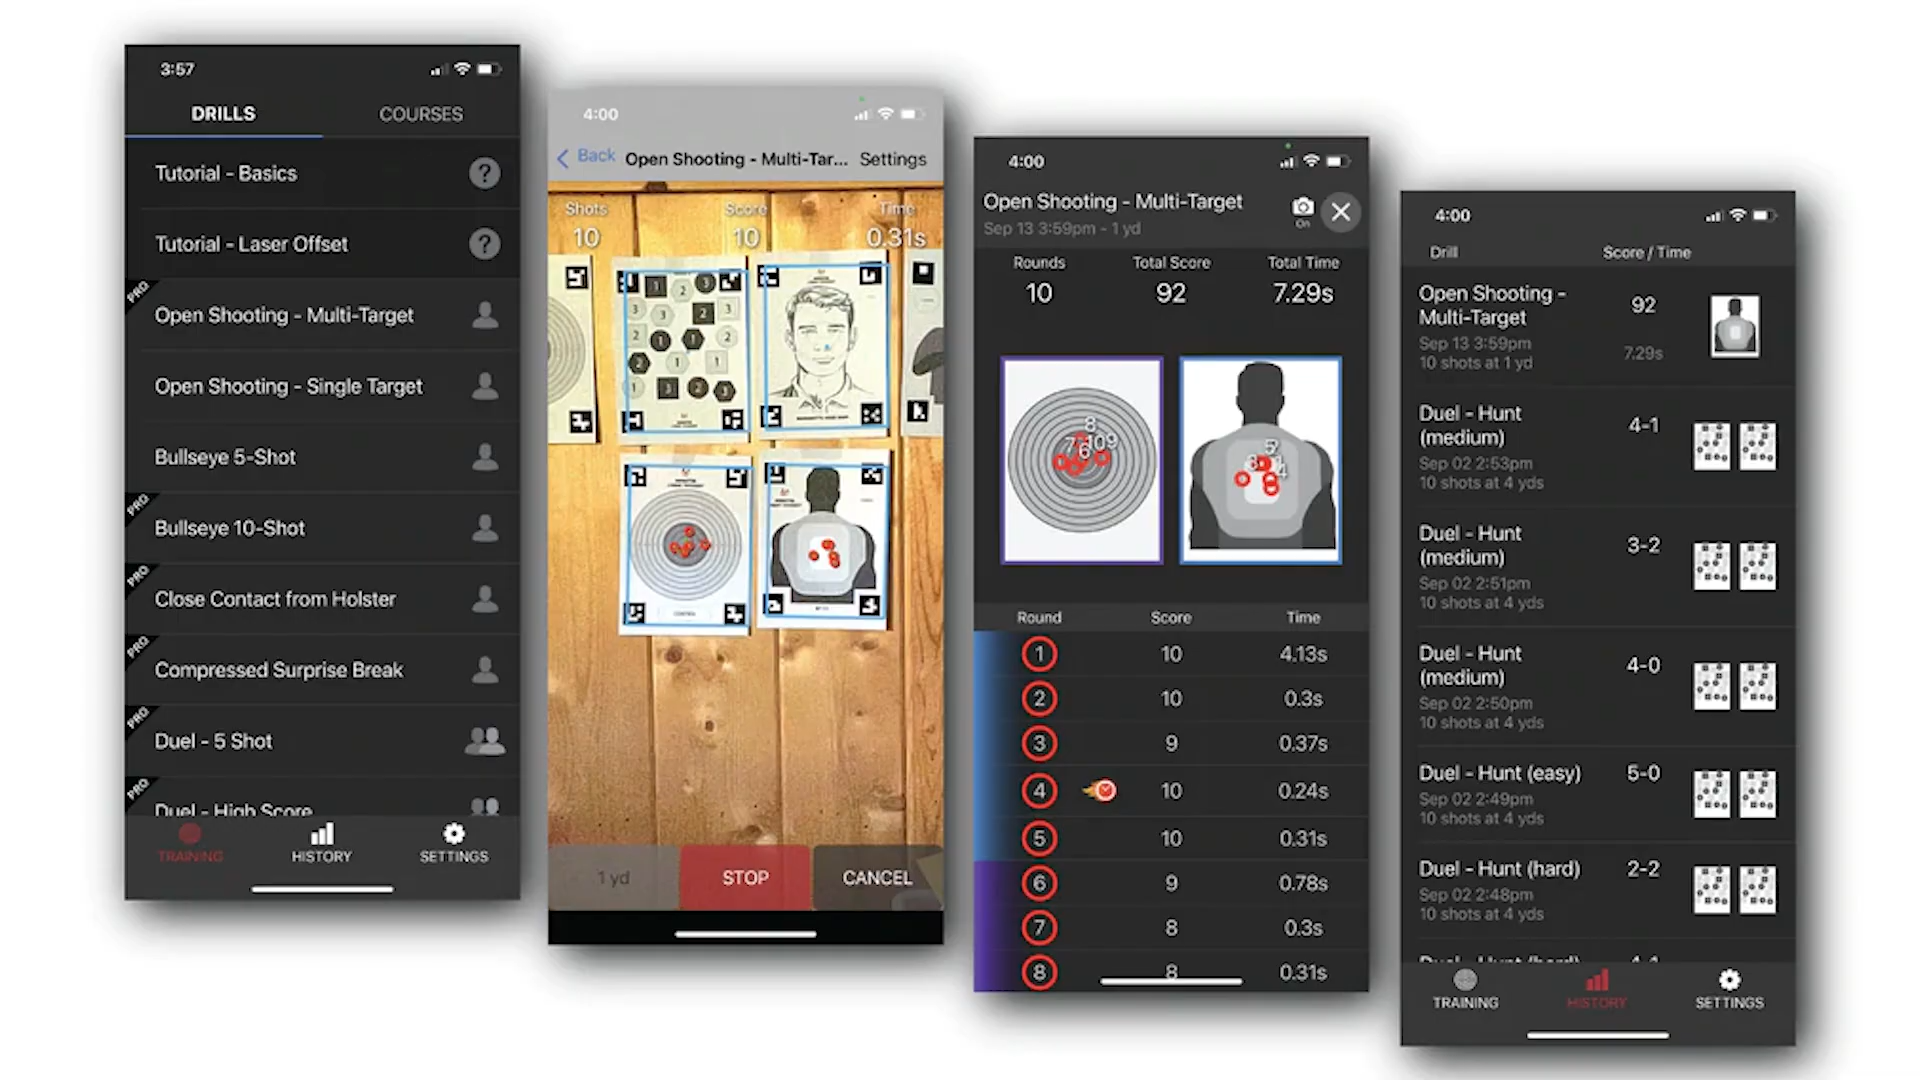 3:57
DRILLS
COURSES
Tutorial - Basics
?
Tutorial - Laser Offset
?
PRO
Open Shooting - Multi-Target
Open Shooting - Single Target
Bullseye 5-Shot
PRO
Bullseye 10-Shot
PRO
Close Contact from Holster
PRO
Compressed Surprise Break
PRO
Duel - 5 Shot
PRO
Duel - High Score
TRAINING
HISTORY
SETTINGS
4:00
Back
Open Shooting - Multi-Tar...
Settings
Shots
Score
Time
10
10
0.31s
1 yd
STOP
CANCEL
4:00
Open Shooting - Multi-Target
On
Sep 13 3:59pm - 1 yd
Rounds
Total Score
Total Time
10
92
7.29s
Round
Score
Time
1
10
4.13s
2
10
0.3s
3
9
0.37s
4
10
0.24s
5
10
0.31s
6
9
0.78s
7
8
0.3s
8
8
0.31s
4:00
Drill
Score / Time
Open Shooting -
Multi-Target
92
Sep 13 3:59pm
7.29s
10 shots at 1 yd
Duel - Hunt
(medium)
4-1
Sep 02 2:53pm
10 shots at 4 yds
Duel - Hunt
(medium)
3-2
Sep 02 2:51pm
10 shots at 4 yds
Duel - Hunt
(medium)
4-0
Sep 02 2:50pm
10 shots at 4 yds
Duel - Hunt (easy)
5-0
Sep 02 2:49pm
10 shots at 4 yds
Duel - Hunt (hard)
2-2
Sep 02 2:48pm
10 shots at 4 yds
TRAINING
HISTORY
SETTINGS